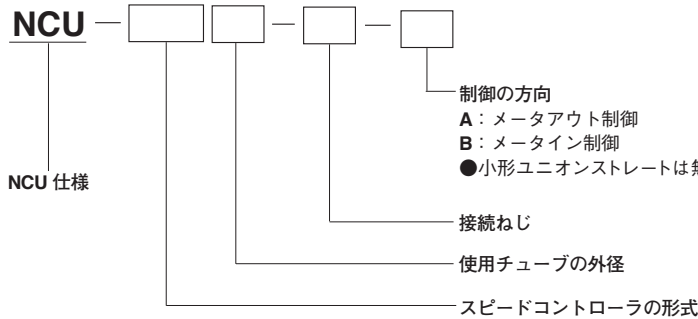 NCU — —  —
制御の方向
A：メータアウト制御
B：メータイン制御
●小形ユニオンストレートは
NCU 仕様
接続ねじ
使用チューブの外径
スピードコントローラの形式